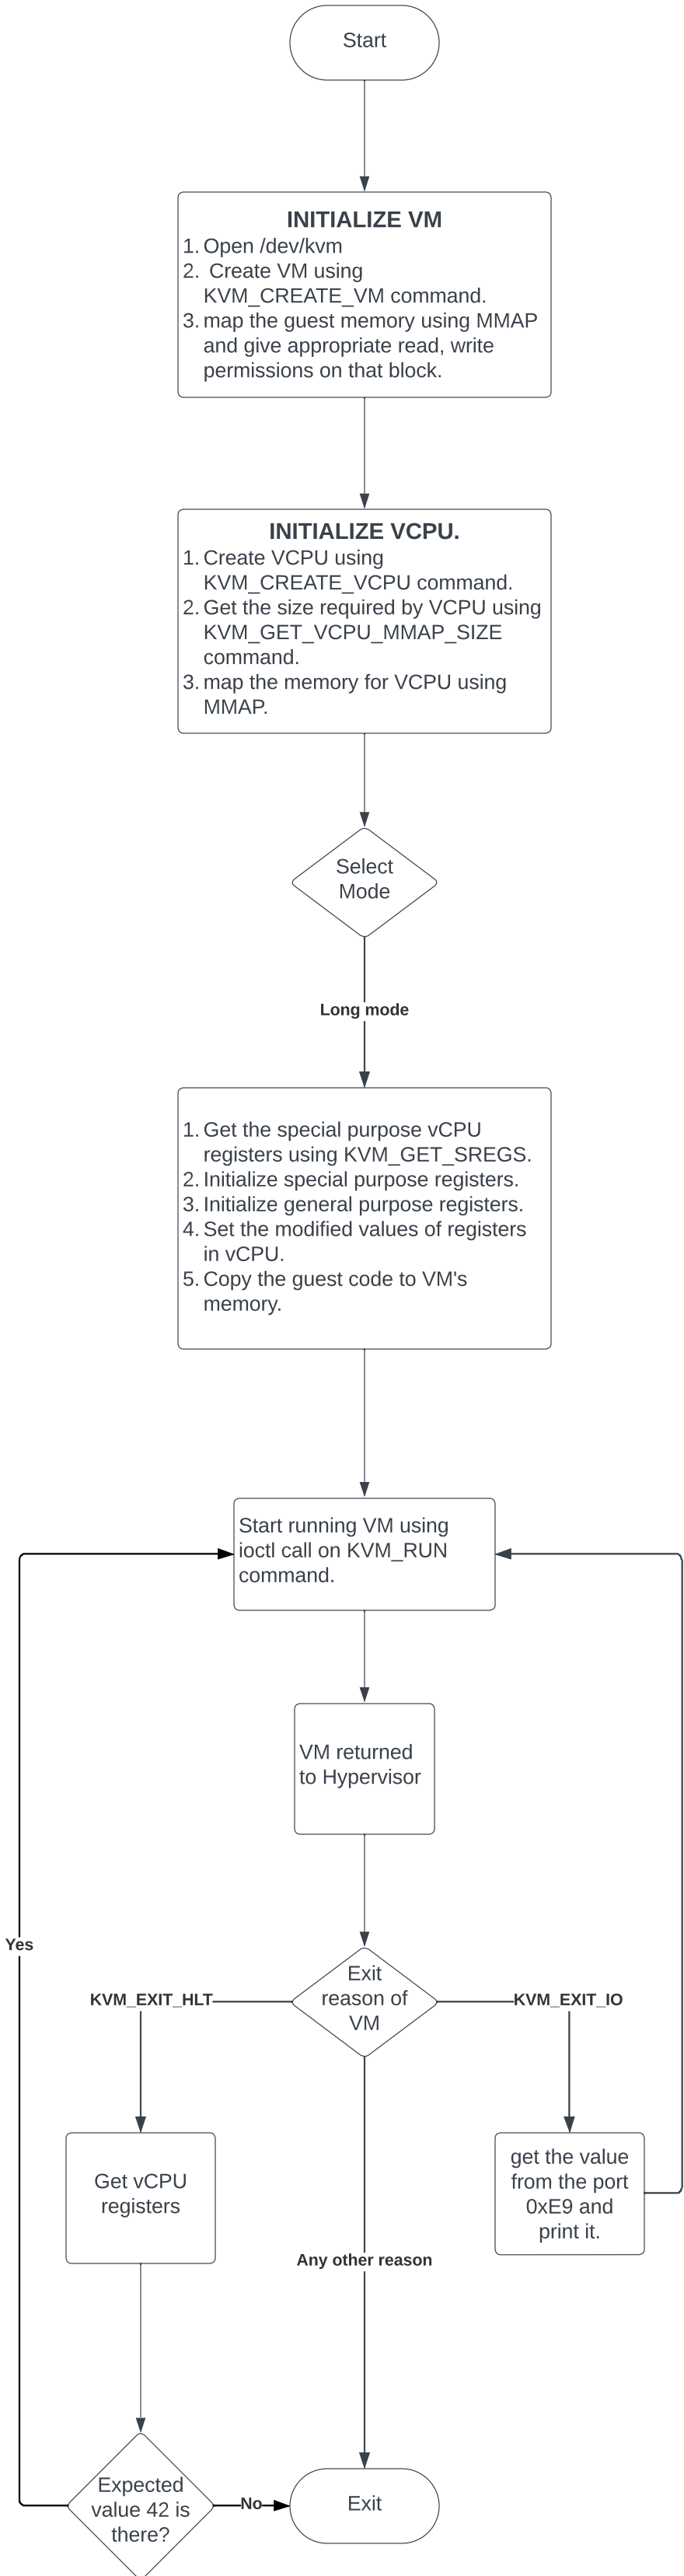 Start
INITIALIZE VM
1. Open /dev/kvm
2. Create VM using
KVM_CREATE_VM command.
3. map the guest memory using MMAP
and give appropriate read, write
permissions on that block.
INITIALIZE VCPU.
1. Create VCPU using
KVM_CREATE_VCPU command.
2. Get the size required by VCPU using
KVM_GET_VCPU_MMAP_SIZE
command.
3. map the memory for VCPU using
MMAP.
Select
Mode
Long mode
1. Get the special purpose vCPU
registers using KVM_GET_SREGS.
2. Initialize special purpose registers.
3. Initialize general purpose registers.
4. Set the modified values of registers
in vCPU.
5. Copy the guest code to VM's
memory.
Start running VM using
ioctl call on KVM_RUN
command.
VM returned
to Hypervisor
Yes
Exit
reason of
VM
KVM_EXIT_HLT
KVM_EXIT_IO
Get vCPU
registers
get the value
from the port
0xE9 and
print it.
Any other reason
Expected
value 42 is
there?
No
Exit